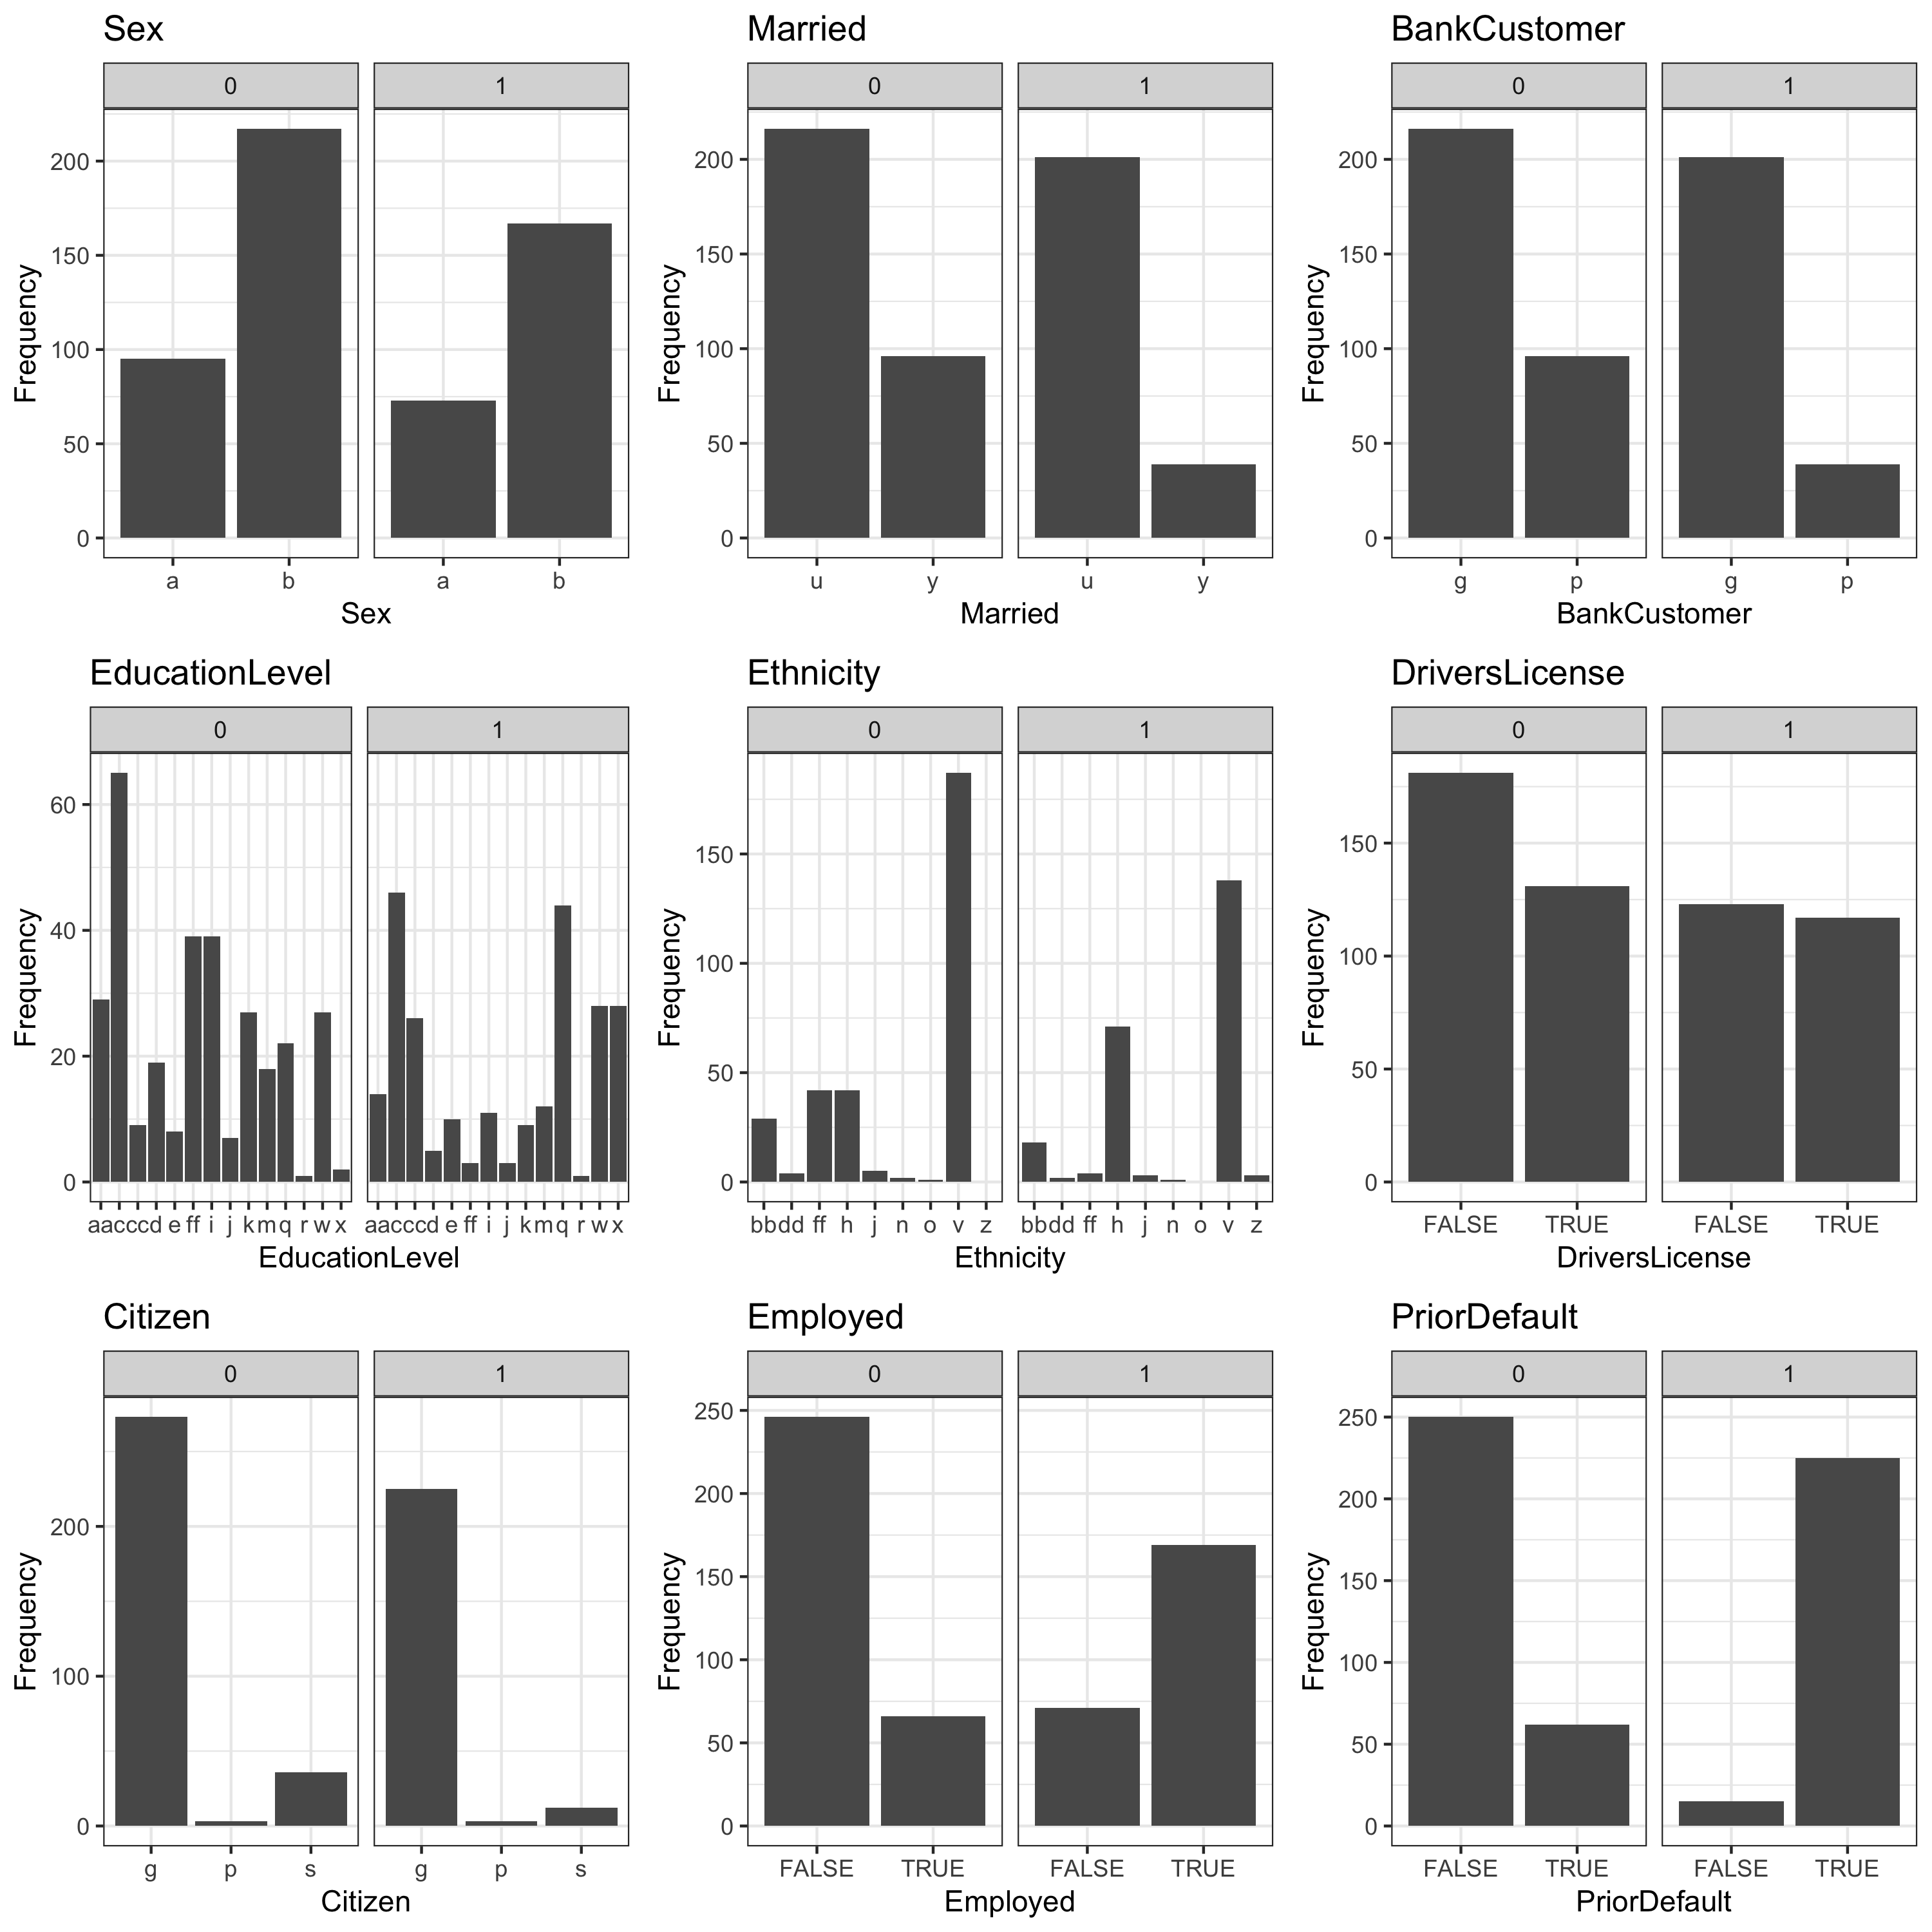 Sex
0 1
Frequency
200
150
100
50
0
a b a b
Sex
Married
0 1
Frequency
200
150
100
50
0
u y u y
Married
BankCustomer
0 1
Frequency
200
150
100
50
0
g p g p
BankCustomer
EducationLevel
0 1
Frequency
60
40
20
0
aa c cc d e ff i j k m q r w x aa c cc d e ff i j k m q r w x
EducationLevel
Ethnicity
0 1
Frequency
150
100
50
0
bb dd ff h j n o v z bb dd ff h j n o v z
Ethnicity
DriversLicense
0 1
Frequency
150
100
50
0
FALSE TRUE FALSE TRUE
DriversLicense
Citizen
0 1
Frequency
200
100
0
g p s g p s
Citizen
Employed
0 1
Frequency
250
200
150
100
50
0
FALSE TRUE FALSE TRUE
Employed
PriorDefault
0 1
Frequency
250
200
150
100
50
0
FALSE TRUE FALSE TRUE
PriorDefault